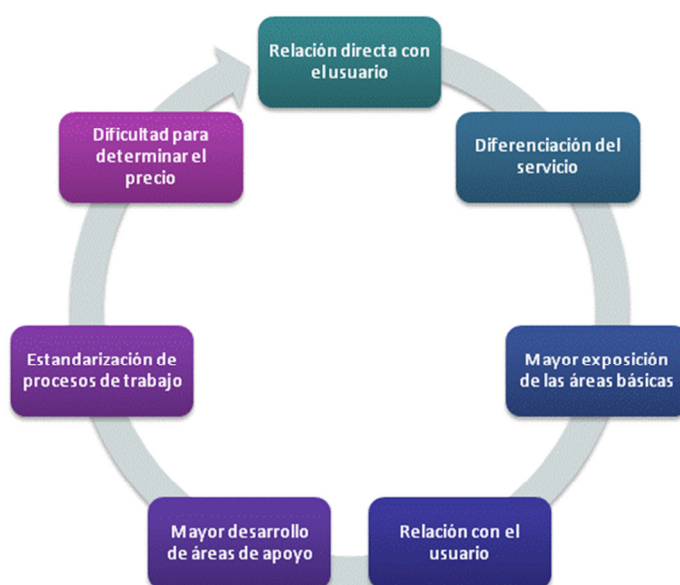 Relación directa con
el usuario
Diferenciación del
servicio
Mayor exposición
de las áreas básicas
Relación con el
usuario
Mayor desarrollo
de áreas de apoyo
Estandarización de
procesos de trabajo
Dificultad para
determinar el
precio